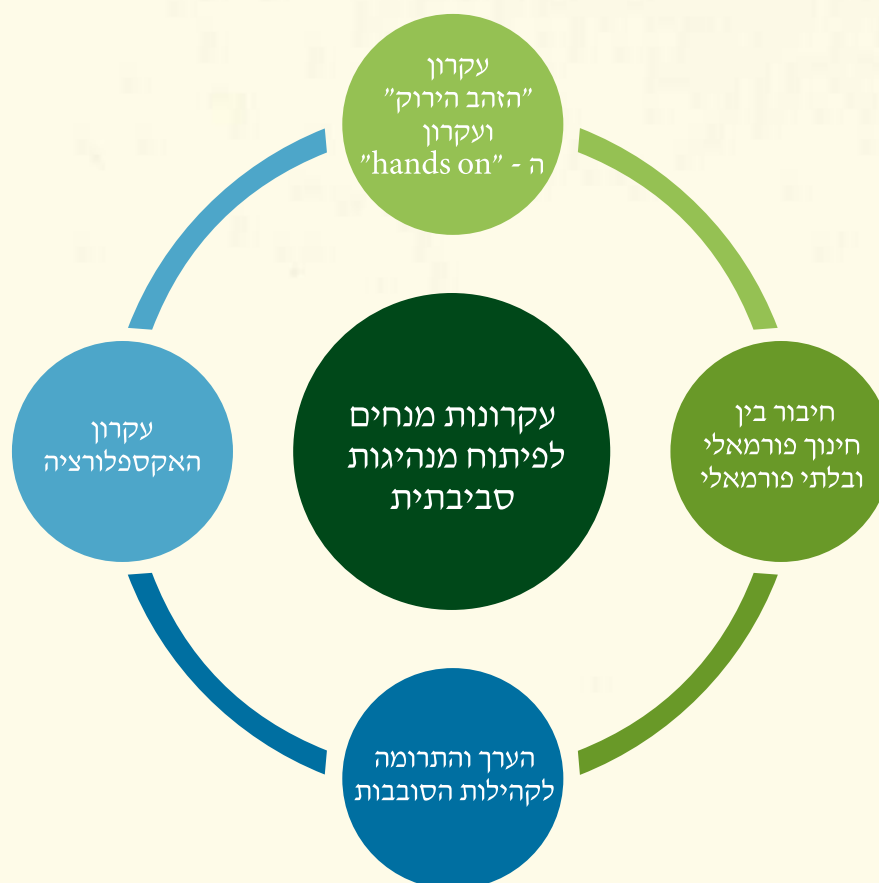 עקרון
"הזהב הירוק"
ועקרון
ה - "hands on"
חיבור בין
חינוך פורמאלי
ובלתי פורמאלי
עקרונות מנחים
לפיתוח מנהיגות
סביבתית
עקרון
האקספלורציה
הערך והתרומה
לקהילות הסובבות